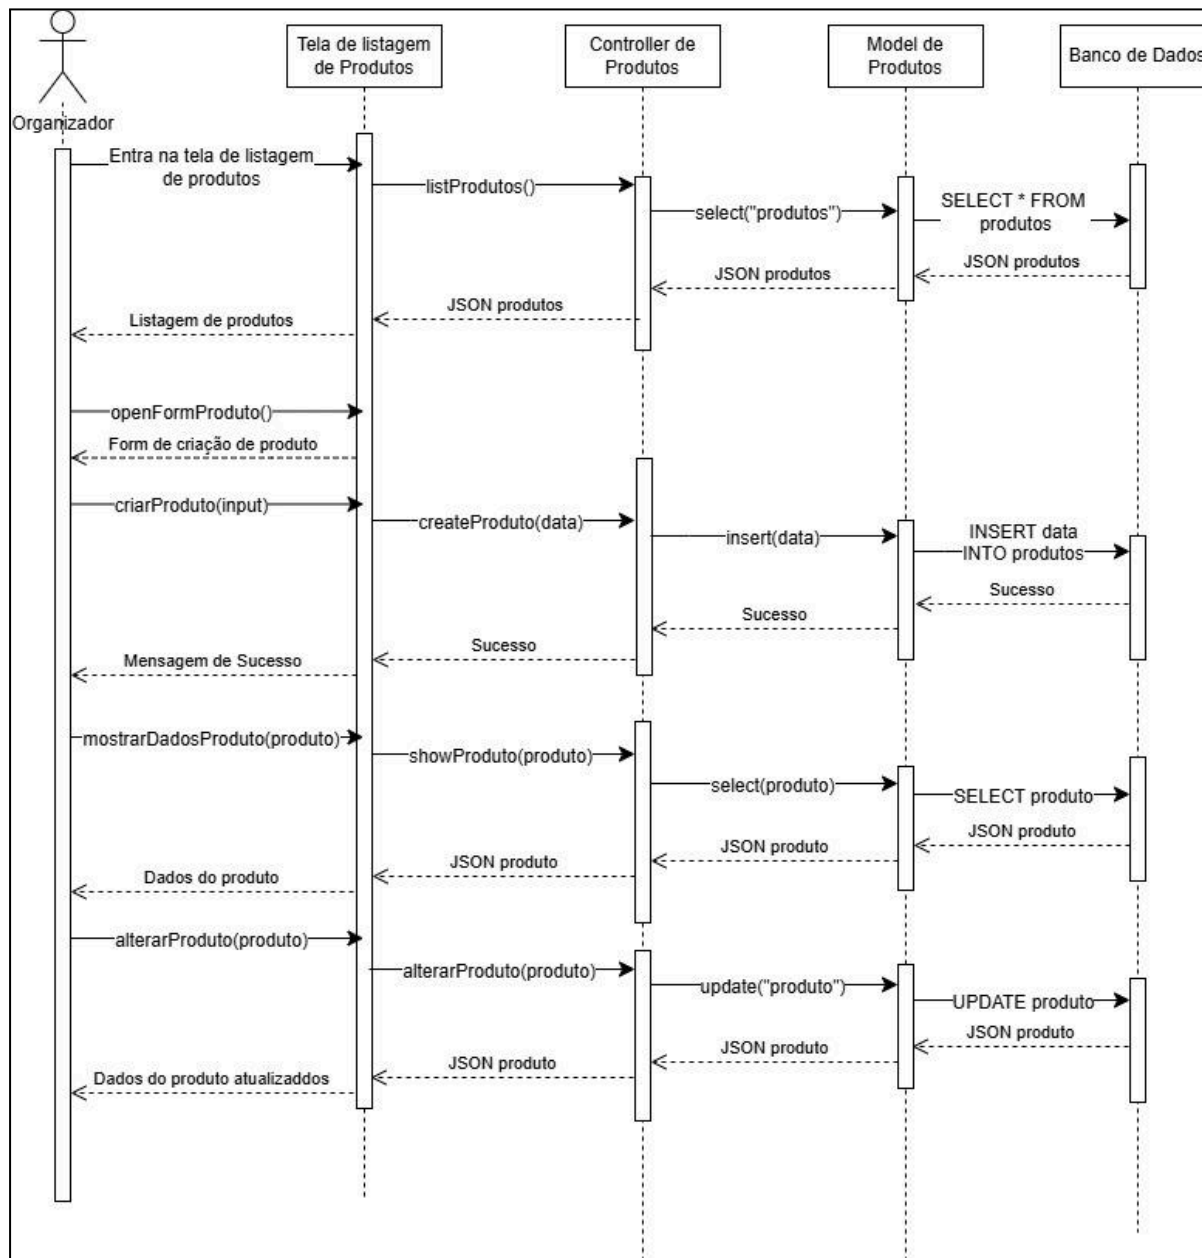 Tela de listagem
de Produtos
Controller de
Produtos
Model de
Produtos
Banco de Dados
Organizador
Entra na tela de listagem
de produtos
listProdutos()
select("produtos")
SELECT * FROM
produtos
JSON produtos
JSON produtos
JSON produtos
Listagem de produtos
openFormProduto()
Form de criação de produto
criarProduto(input)
createProduto(data)
insert(data)
INSERT data
INTO produtos
Sucesso
Sucesso
Sucesso
Mensagem de Sucesso
mostrarDadosProduto(produto)
showProduto(produto)
select(produto)
SELECT produto
JSON produto
JSON produto
JSON produto
Dados do produto
alterarProduto(produto)
alterarProduto(produto)
update("produto")
UPDATE produto
JSON produto
JSON produto
JSON produto
Dados do produto atualizaddos